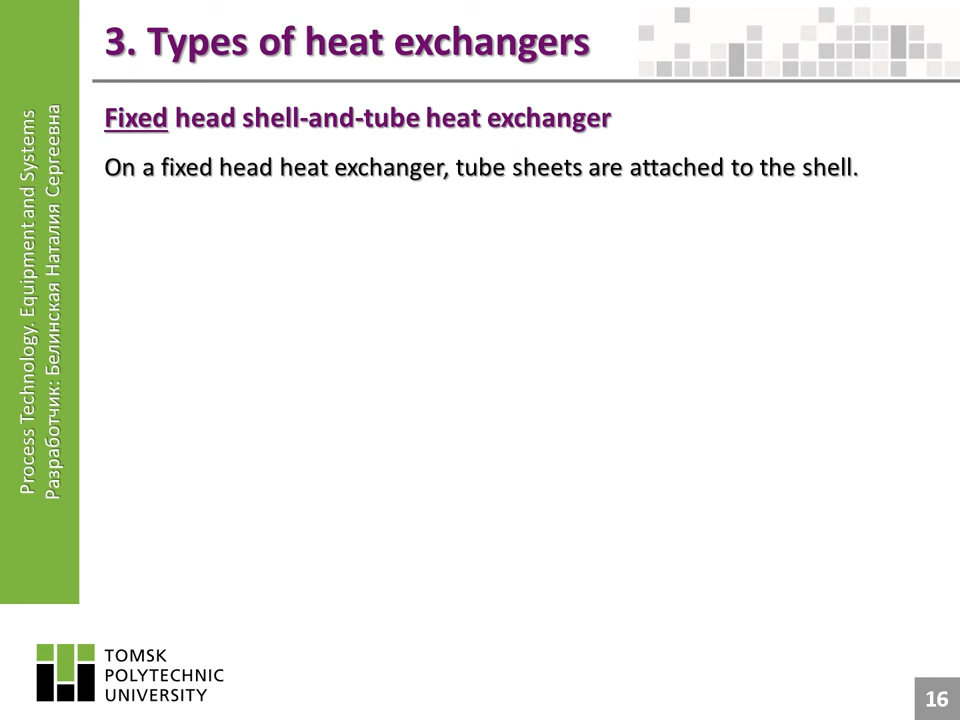 3. Types of heat exchangers
Fixed head shell-and-tube heat exchanger
On a fixed head heat exchanger, tube sheets are attached to the shell.
Process Technology. Equipment and Systems
Разработчик: Белинская Наталия Сергеевна
TOMSK
POLYTECHNIC
UNIVERSITY
16